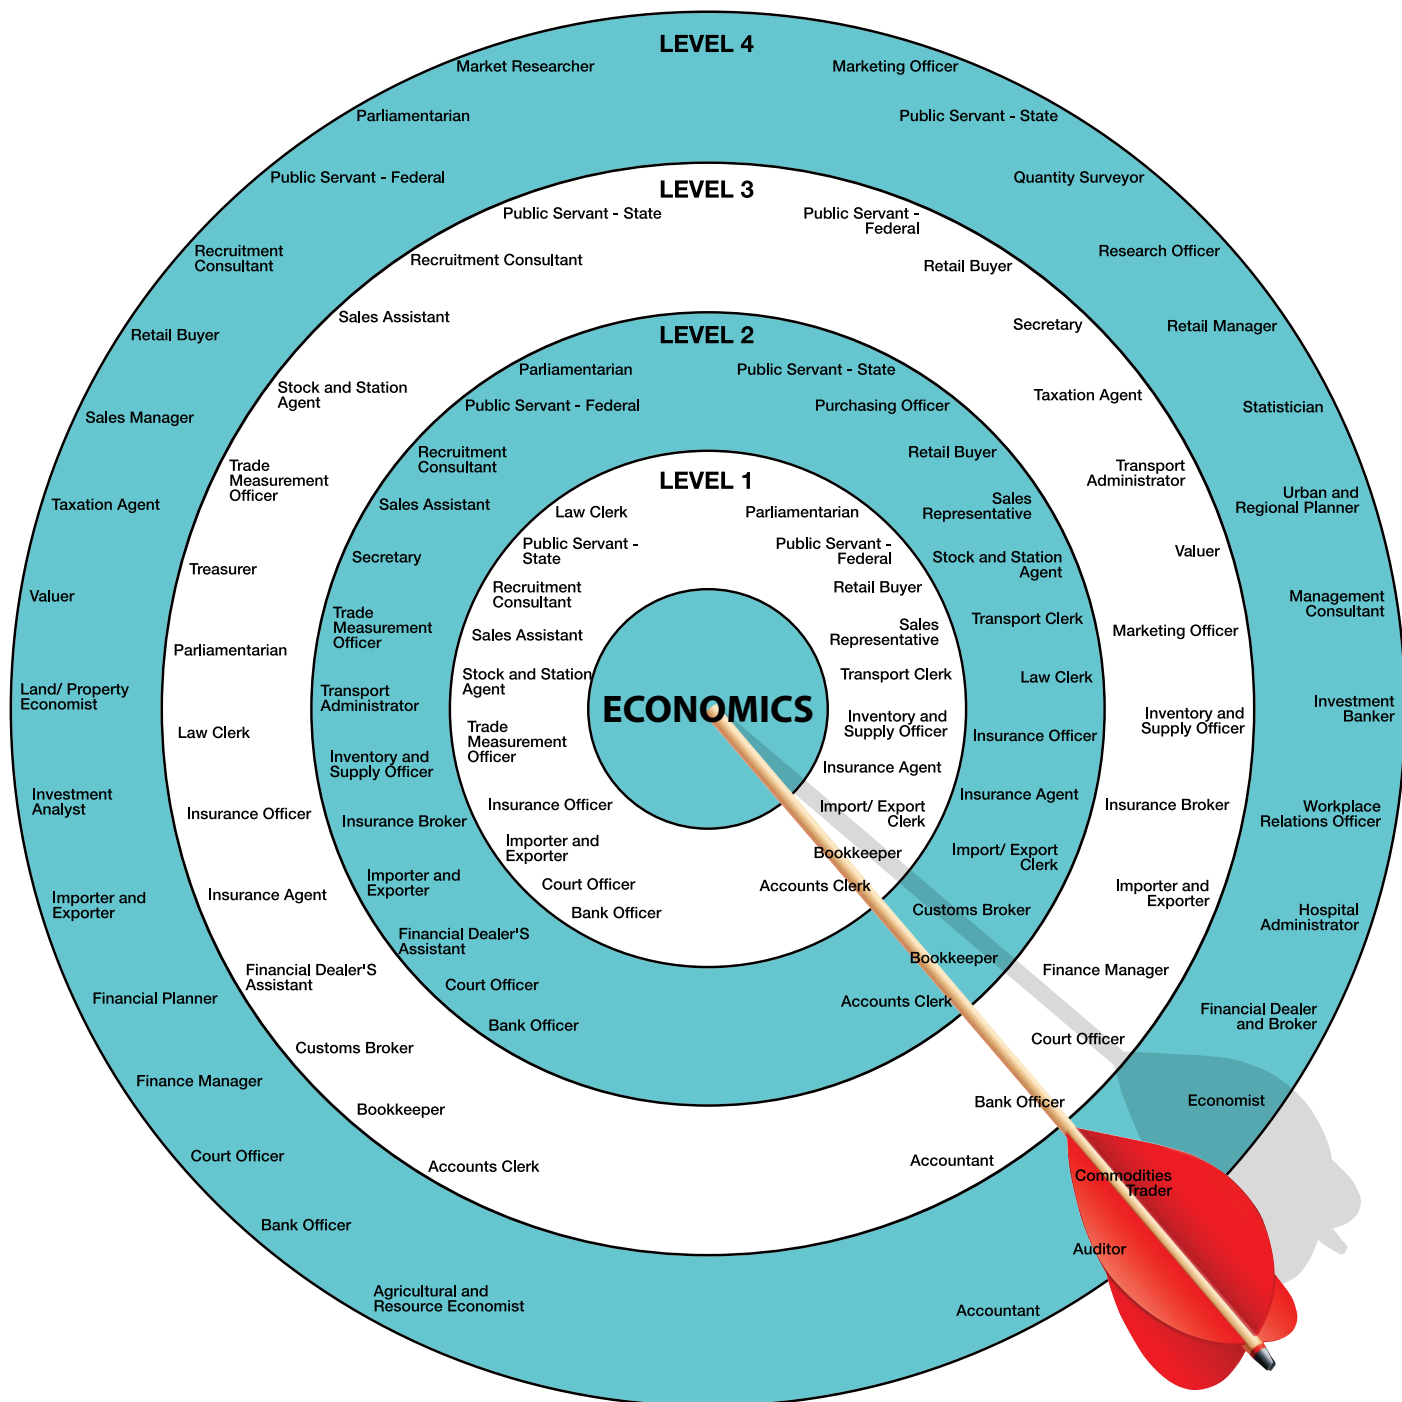 LEVEL 4
Market Researcher
Parliamentarian
Public Servant - Federal
Recruitment
Consultant
Retail Buyer
Sales Manager
Taxation Agent
Valuer
Land/ Property
Economist
Investment
Analyst
Importer and
Exporter
Financial Planner
Finance Manager
Court Officer
Bank Officer
Agricultural and
Resource Economist
Marketing Officer
Public Servant - State
Quantity Surveyor
Research Officer
Retail Manager
Statistician
Urban and
Regional Planner
Management
Consultant
Investment
Banker
Workplace
Relations Officer
Hospital
Administrator
Financial Dealer
and Broker
Economist
Commodities
Trader
Auditor
Accountant
LEVEL 3
Public Servant - State
Recruitment Consultant
Sales Assistant
Stock and Station
Agent
Trade
Measurement
Officer
Treasurer
Parliamentarian
Law Clerk
Insurance Officer
Insurance Agent
Financial Dealer'S
Assistant
Customs Broker
Bookkeeper
Accounts Clerk
Public Servant -
Federal
Retail Buyer
Secretary
Taxation Agent
Transport
Administrator
Valuer
Marketing Officer
Inventory and
Supply Officer
Insurance Broker
Importer and
Exporter
Finance Manager
Court Officer
Bank Officer
Accountant
LEVEL 2
Parliamentarian
Public Servant - Federal
Recruitment
Consultant
Sales Assistant
Secretary
Trade
Measurement
Officer
Transport
Administrator
Inventory and
Supply Officer
Insurance Broker
Importer and
Exporter
Financial Dealer'S
Assistant
Court Officer
Bank Officer
Public Servant - State
Purchasing Officer
Retail Buyer
Sales
Representative
Stock and Station
Agent
Transport Clerk
Law Clerk
Insurance Officer
Insurance Agent
Import/ Export
Clerk
Customs Broker
Bookkeeper
Accounts Clerk
LEVEL 1
Law Clerk
Public Servant -
State
Recruitment
Consultant
Sales Assistant
Stock and Station
Agent
Trade
Measurement
Officer
Insurance Officer
Importer and
Exporter
Court Officer
Bank Officer
Parliamentarian
Public Servant -
Federal
Retail Buyer
Sales
Representative
Transport Clerk
Inventory and
Supply Officer
Insurance Agent
Import/ Export
Clerk
Bookkeeper
Accounts Clerk
ECONOMICS